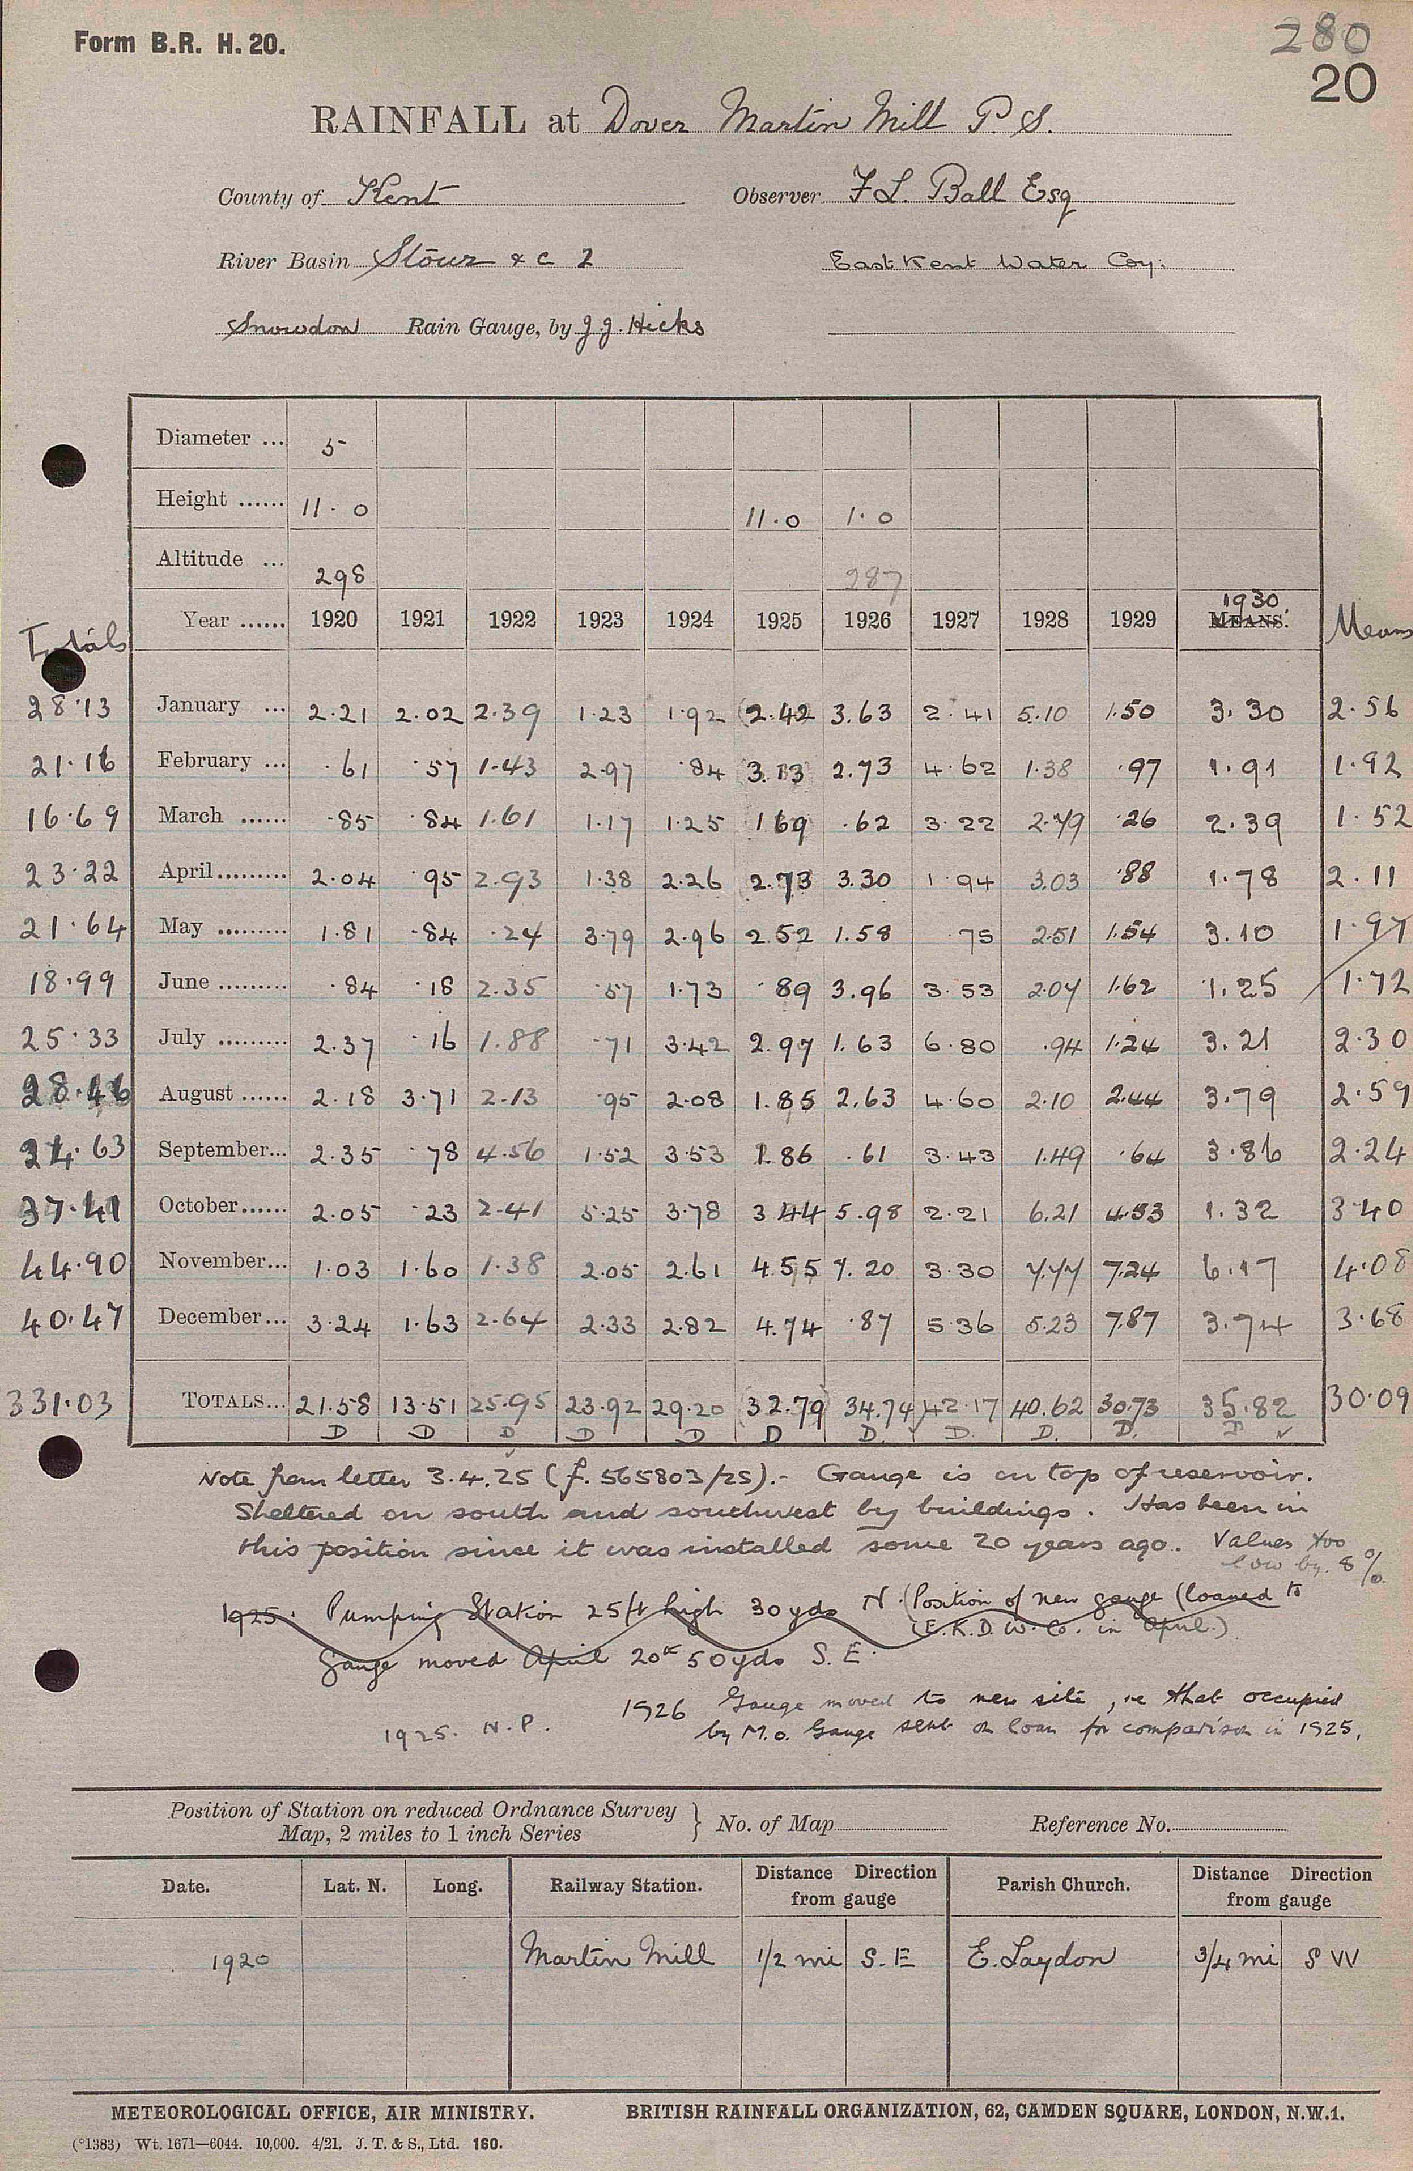 Form B.R. H. 20.
280
20
RAINFALL at Dover Martin Mill P. S.
County of Kent Observer F L. Ball Esq
River Basin Stour & c 2 East Kent Water Coy:
Snowdon Rain Gauge, by J J. Hicks
Diameter ... 5
Height ...... 11. 0 11.0 1.0
Altitude ... 298 287
Totals Year ...... 1920 1921 1922 1923 1924 1925 1926 1927 1928 1929 1930. MEANS. Means
28.13 January ... 2.21 2.02 2.39 1.23 1.92 2.42 3.63 2.41 5.10 1.50 3.30 2.56
21.16 February ... .61 .57 1.43 2.97 .84 3.13 2.73 4.62 1.38 .97 1.91 1.92
16.69 March ...... .85 .84 1.61 1.17 1.25 1 69 .62 3.22 2.79 .26 2.39 1.52
23.22 April ......... 2.04 .95 2.93 1.38 2.26 2.73 3.30 1.94 3.03 .88 1.78 2.11
21.64 May ......... 1.81 .84 .24 3.79 2.96 2.52 1.58 75 2.51 1.54 3.10 1.97
18.99 June ......... .84 .18 2.35 .57 1.73 .89 3.96 3.53 2.07 1.62 1.25 1.72
25.33 July ......... 2.37 .16 1.88 .71 3.42 2.97 1.63 6.80 .94 1.24 3.21 2.30
28.46 August ...... 2.18 3.71 2.13 .95 2.08 1.85 2.63 4.60 2.10 2.44 3.79 2.59
24.63 September... 2.35 .78 4.56 1.52 3.53 1.86 .61 3.43 1.49 .64 3.86 2.24
37.41 October ...... 2.05 .23 2.41 5.25 3.78 3 44 5.98 2.21 6.21 4.53 1.32 3.40
44.90 November... 1.03 1.60 1.38 2.05 2.61 4.55 7.20 3.30 7.77 7.24 6.17 4.08
40.47 December... 3.24 1.63 2.64 2.33 2.82 4.74 .87 5.36 5.23 7.87 3.74 3.68
331.03 TOTALS... 21.58 13.51 25.95 23.92 29.20 (32.79) 34.74 42.17 40.62 30.73 35.82 30.09
D D D D D D D. D. D. D. D
Note from letter 3.4.25 (f. 565803/25).- Gauge is on top of reservoir.
Sheltered on south and southwest by buildings. Has been in
this position since it was installed some 20 years ago. Values too
low by. 8 %.
1925. Pumping Station 25ft high 30yds N. (Position of new gauge (loaned to
(E.K.D.W.Co. in April.)
Gauge moved April 20th 50yds S.E.
1926 Gauge moved to new site, ie that occupied
1925. N.P. by M.O. Gauge sent on loan for comparison in 1925.
Position of Station on reduced Ordnance Survey
Map, 2 miles to 1 inch Series } No. of Map Reference No.
Date. Lat. N. Long. Railway Station. Distance Direction from gauge Parish Church. Distance Direction from gauge
1920 Martin Mill 1/2 mi S.E E. Laydon 3/4 mi S W
METEOROLOGICAL OFFICE, AIR MINISTRY. BRITISH RAINFALL ORGANIZATION, 62, CAMDEN SQUARE, LONDON, N.W.1.
(°1383) Wt. 1671—6044. 10,000. 4/21. J. T. & S., Ltd. 160.